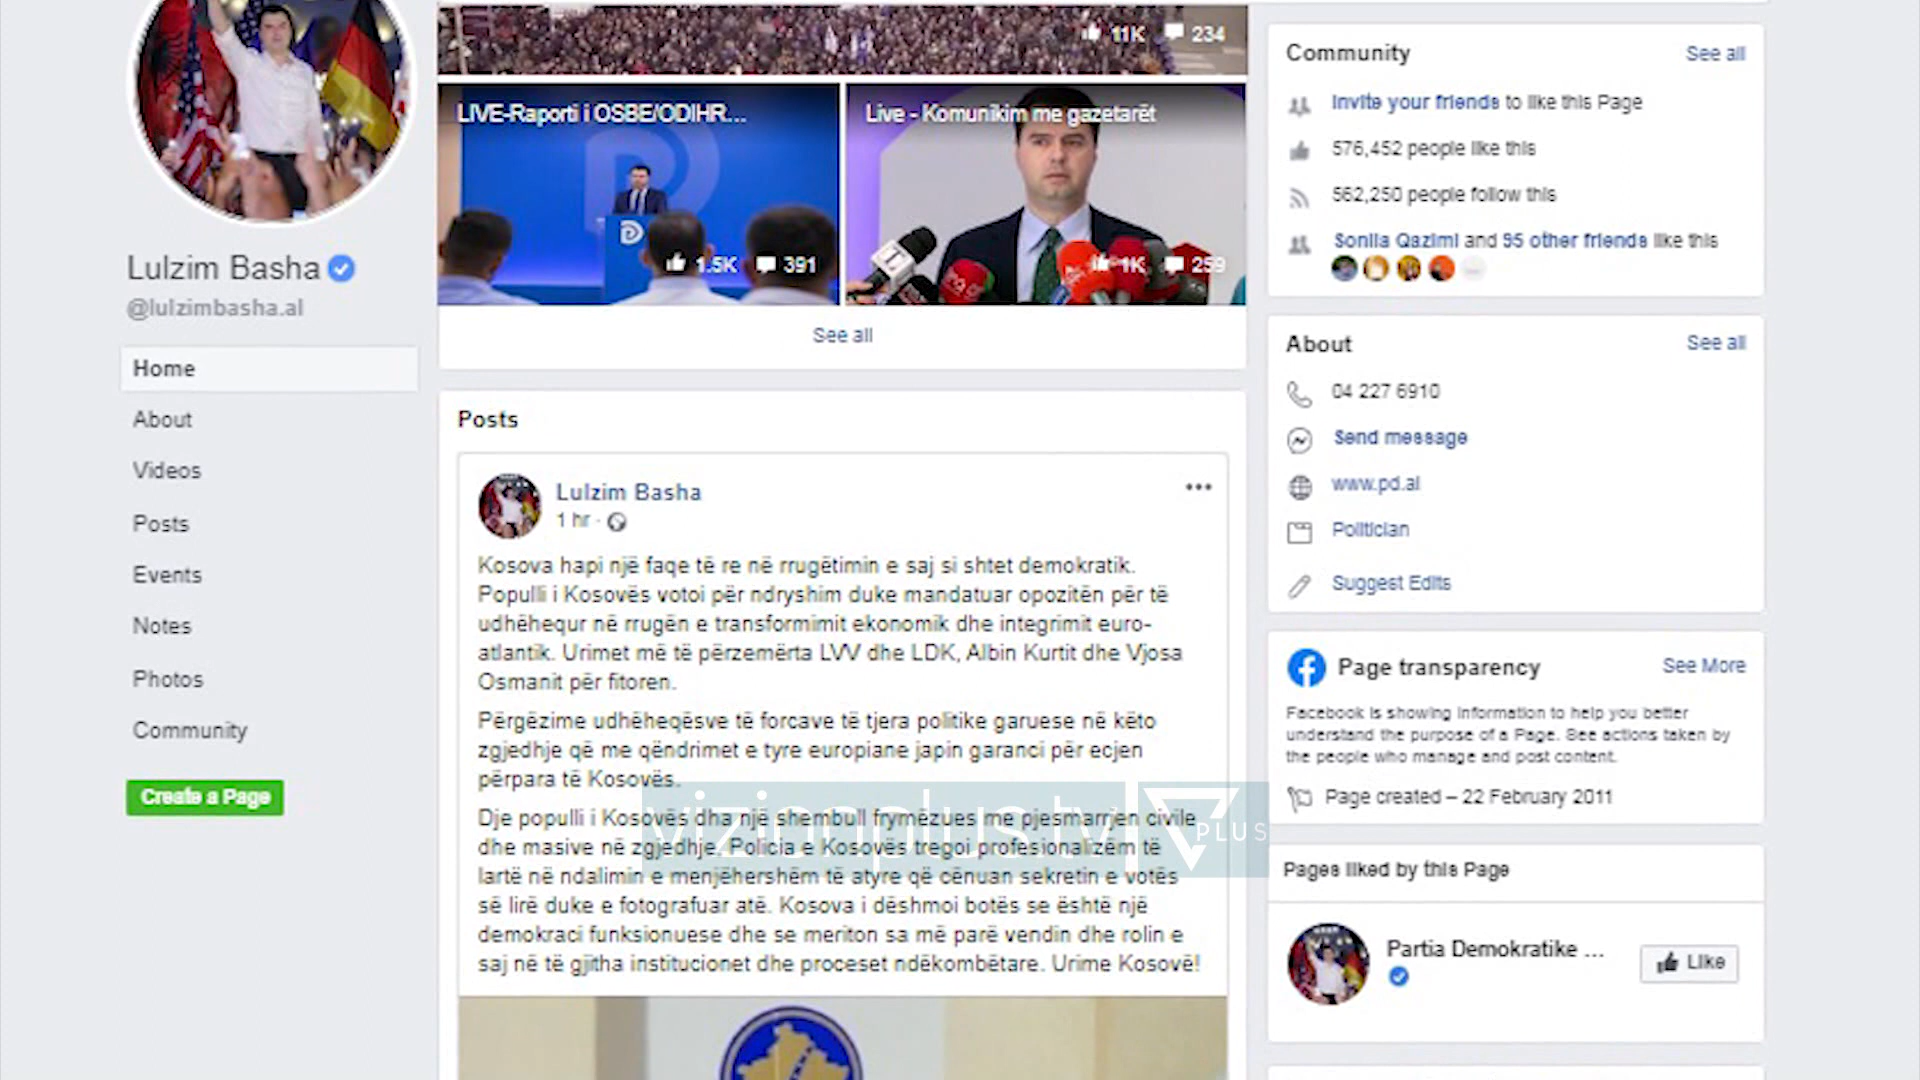 Lulzim Basha
@lulzimbasha.al
Home
About
Videos
Posts
Events
Notes
Photos
Community
Create a Page
11K 234
LIVE-Raporti i OSBE/ODIHR...
1.5K 391
Live - Komunikim me gazetarët
1K 259
See all
Posts
Lulzim Basha
1 hr ·
Kosova hapi një faqe të re në rrugëtimin e saj si shtet demokratik.
Populli i Kosovës votoi për ndryshim duke mandatuar opozitën për të
udhëhequr në rrugën e transformimit ekonomik dhe integrimit euro-
atlantik. Urimet më të përzemërta LVV dhe LDK, Albin Kurtit dhe Vjosa
Osmanit për fitoren.
Përgëzime udhëheqësve të forcave të tjera politike garuese në këto
zgjedhje që me qëndrimet e tyre europiane japin garanci për ecjen
përpara të Kosovës.
Dje populli i Kosovës dha një shembull frymëzues me pjesmarrjen civile
dhe masive në zgjedhje. Policia e Kosovës tregoi profesionalizëm të
lartë në ndalimin e menjëhershëm të atyre që cënuan sekretin e votës
së lirë duke e fotografuar atë. Kosova i dëshmoi botës se është një
demokraci funksionuese dhe se meriton sa më parë vendin dhe rolin e
saj në të gjitha institucionet dhe proceset ndëkombëtare. Urime Kosovë!
vizionplus.tv PLUS
Community See all
Invite your friends to like this Page
576,452 people like this
562,250 people follow this
Sonila Qazimi and 95 other friends like this
About See all
04 227 6910
Send message
www.pd.al
Politician
Suggest Edits
Page transparency See More
Facebook is showing information to help you better
understand the purpose of a Page. See actions taken by
the people who manage and post content.
Page created – 22 February 2011
Pages liked by this Page
Partia Demokratike ...
Like